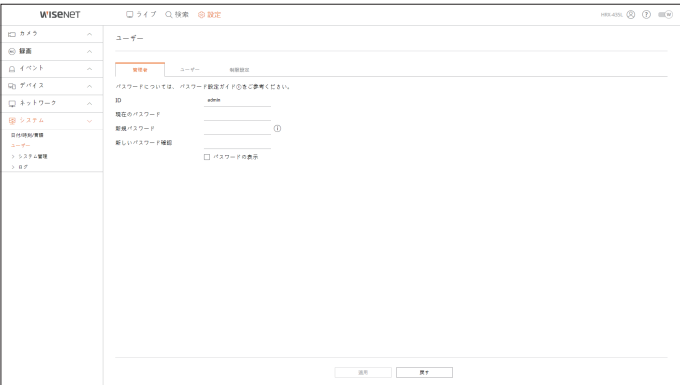 WISENET
ライブ 検索 設定
カメラ
録画
イベント
デバイス
ネットワーク
システム
日付/時刻/言語
ユーザー
> システム管理
> ログ
ユーザー
管理者 ユーザー 権限設定
パスワードについては、パスワード設定ガイド①をご参考ください。
ID admin
現在のパスワード
新規パスワード
新しいパスワード確認
パスワードの表示
適用 戻す